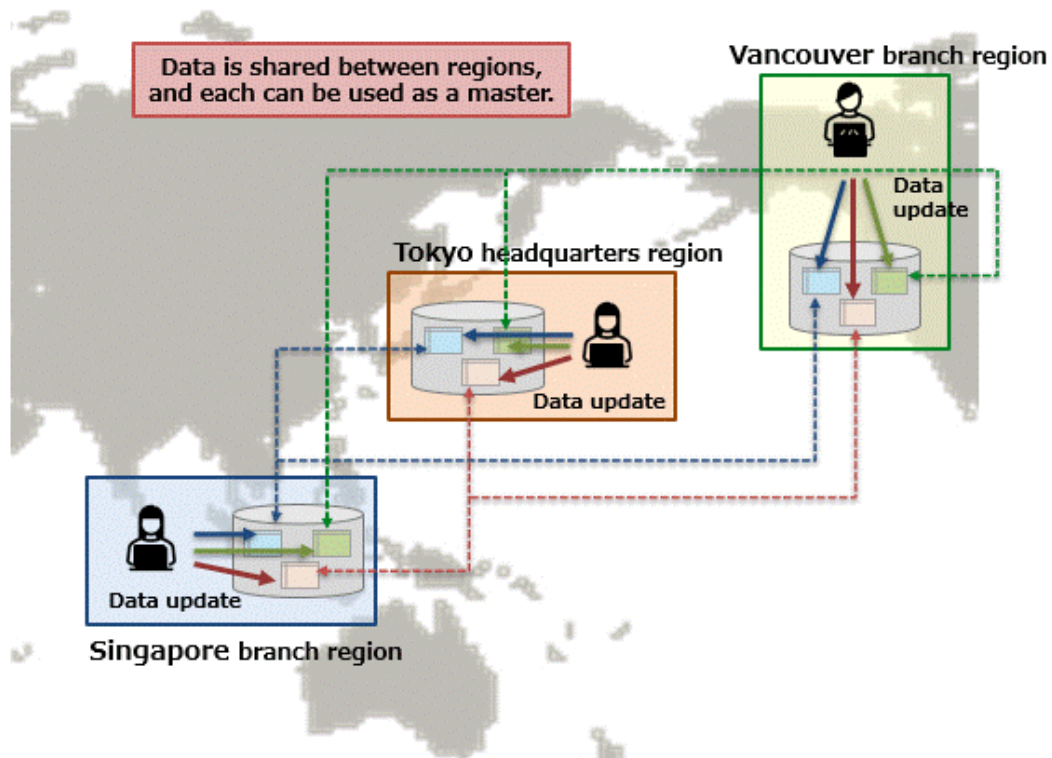 Data is shared between regions,
and each can be used as a master.
Vancouver branch region
Data
update
Tokyo headquarters region
Data update
Data update
Singapore branch region